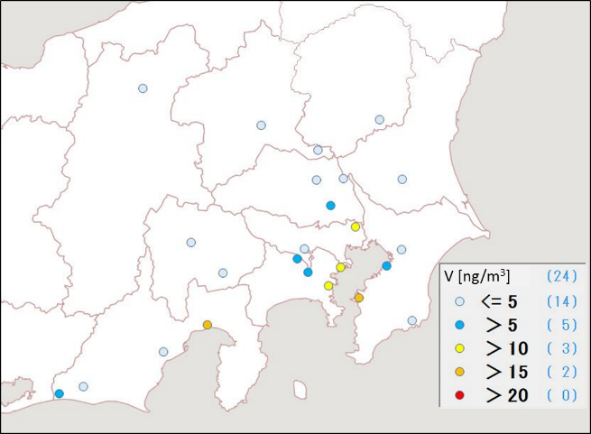 V [ng/m³] (24)
<= 5 (14)
> 5 ( 5)
> 10 ( 3)
> 15 ( 2)
> 20 ( 0)